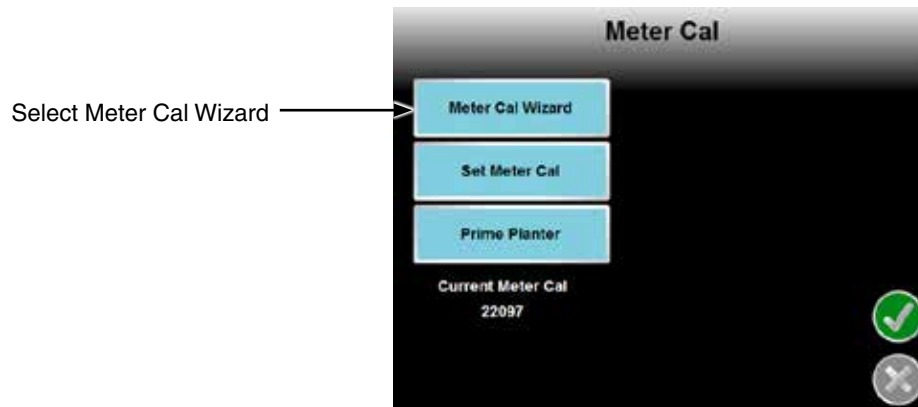 Meter Cal
Select Meter Cal Wizard
Meter Cal Wizard
Set Meter Cal
Prime Planter
Current Meter Cal
22097